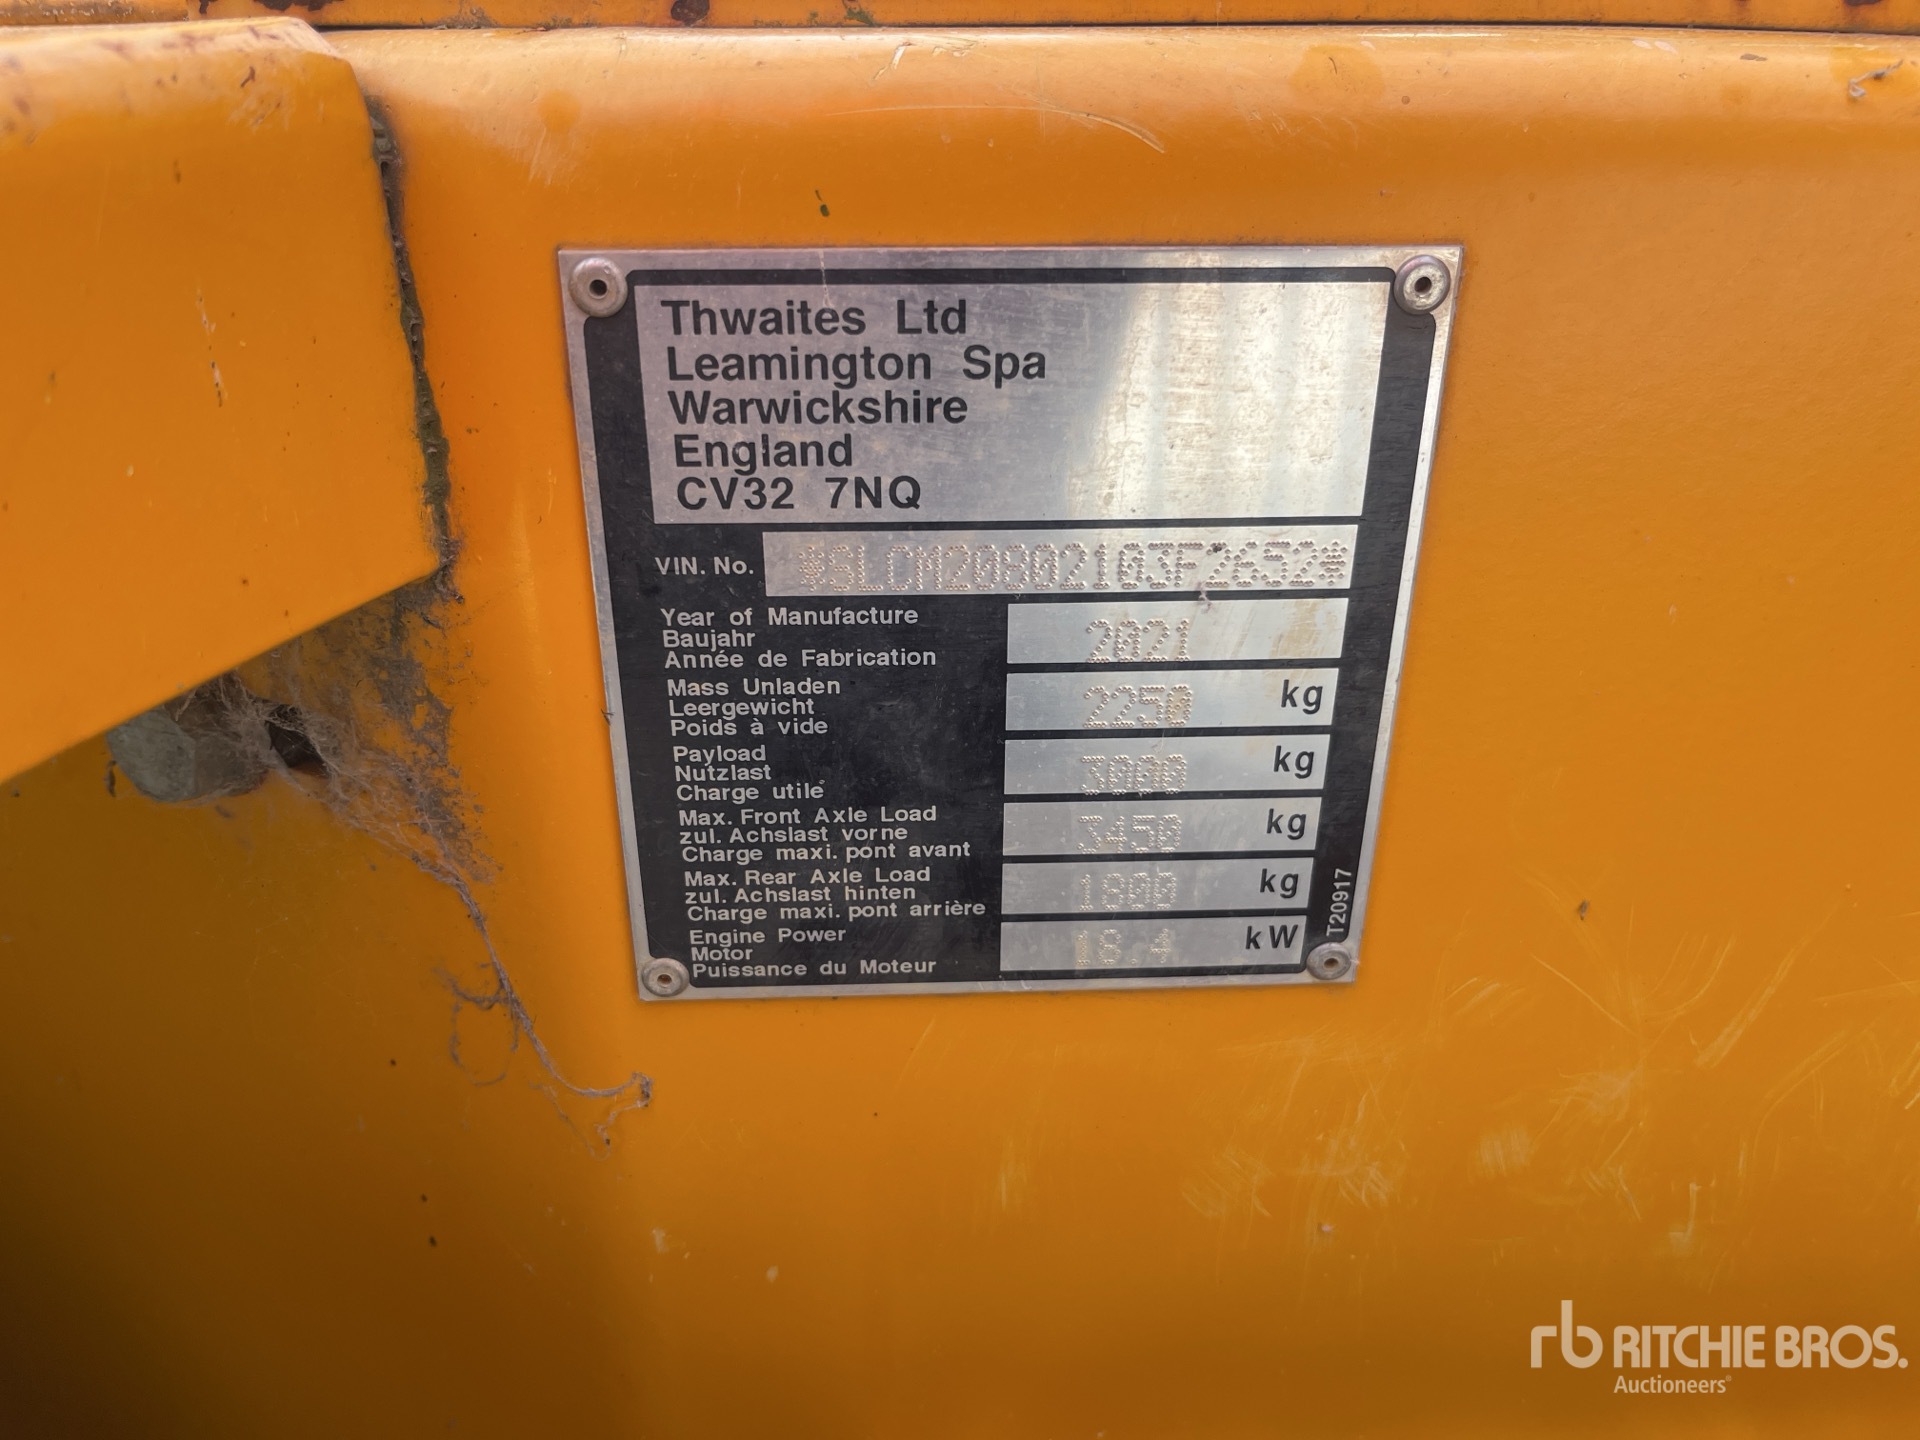 Thwaites Ltd
Leamington Spa
Warwickshire
England
CV32 7NQ
VIN. No. *SLCM20802103F2652*
Year of Manufacture
Baujahr
Année de Fabrication
2021
Mass Unladen
Leergewicht
Poids à vide
2250 kg
Payload
Nutzlast
Charge utile
3000 kg
Max. Front Axle Load
zul. Achslast vorne
Charge maxi. pont avant
3450 kg
Max. Rear Axle Load
zul. Achslast hinten
Charge maxi. pont arrière
1800 kg
Engine Power
Motor
Puissance du Moteur
18.4 kW
T20917
rb RITCHIE BROS.
Auctioneers